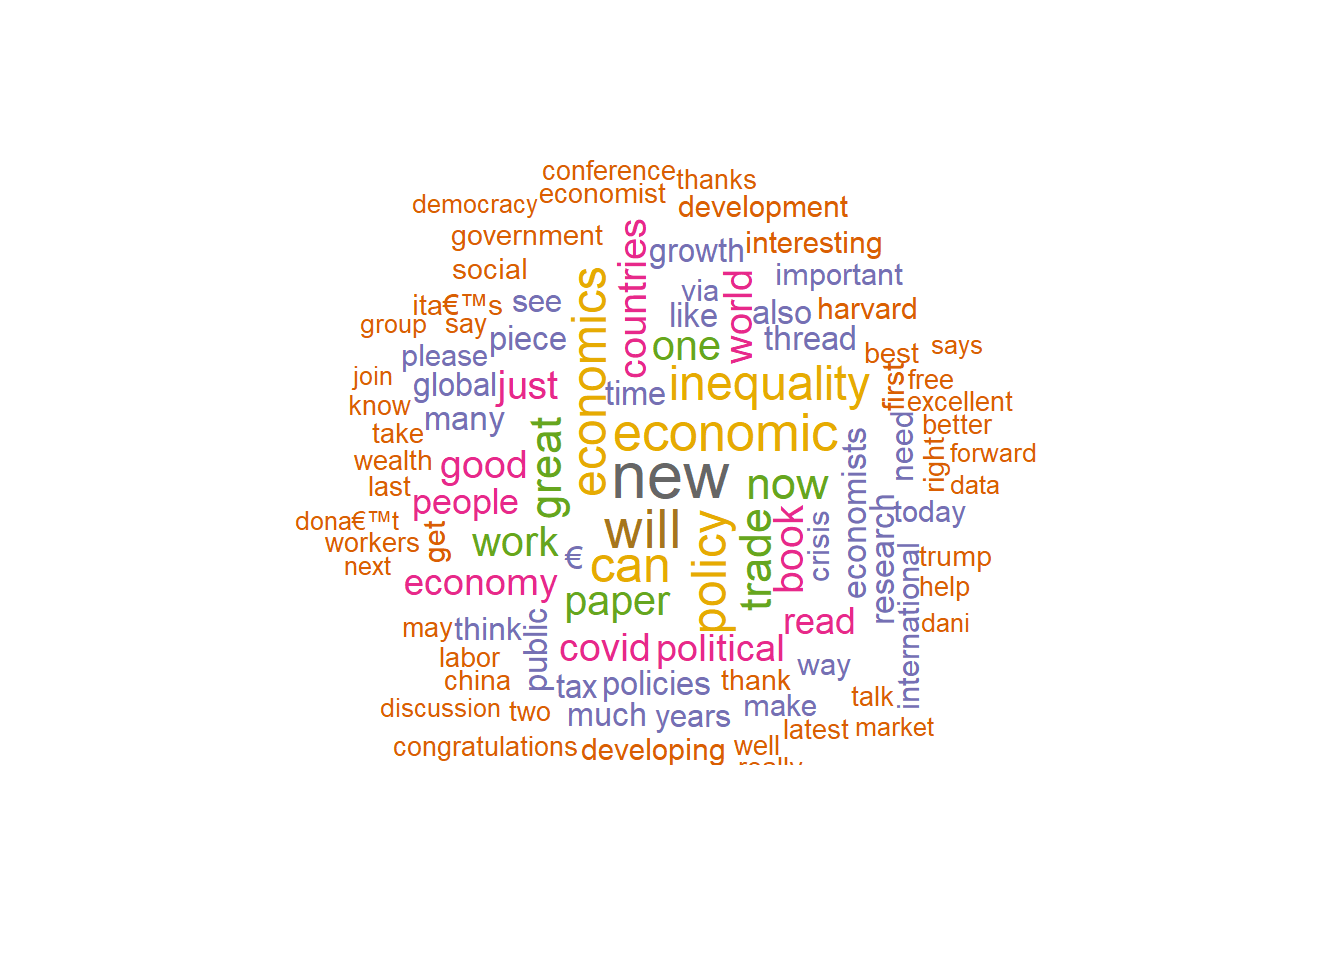 conference
thanks
economist
democracy
development
government
countries
growth
interesting
social
economics
via
world
important
ita€™s
see
like
also
harvard
group
say
piece
one
thread
please
best
says
join
global
just
time
inequality
first
free
know
many
excellent
take
great
economic
economists
need
better
wealth
good
new
now
right
forward
last
people
will
policy
trade
book
crisis
research
today
data
dona€™t
workers
get
work
€
can
international
trump
next
economy
paper
help
may
think
public
covid
political
read
dani
labor
way
china
tax
policies
thank
talk
discussion
two
much
years
make
latest
market
congratulations
developing
well
really